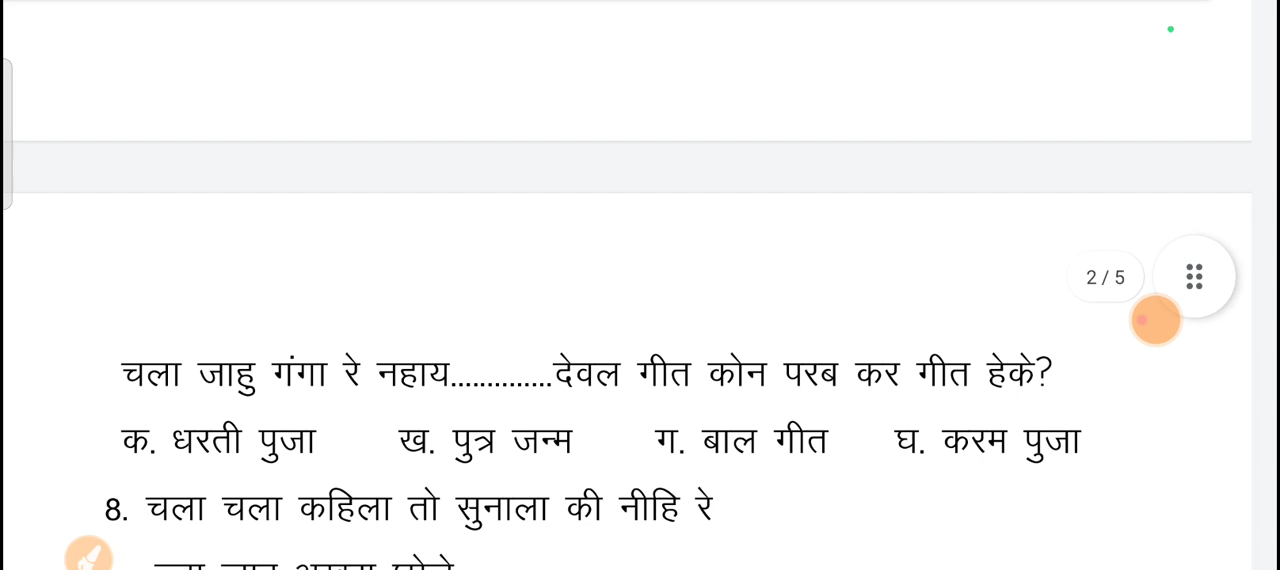 2 / 5
चला जाहु गंगा रे नहाय..............देवल गीत कोन परब कर गीत हेके?
क. धरती पुजा ख. पुत्र जन्म ग. बाल गीत घ. करम पुजा
8. चला चला कहिला तो सुनाला की नीहि रे